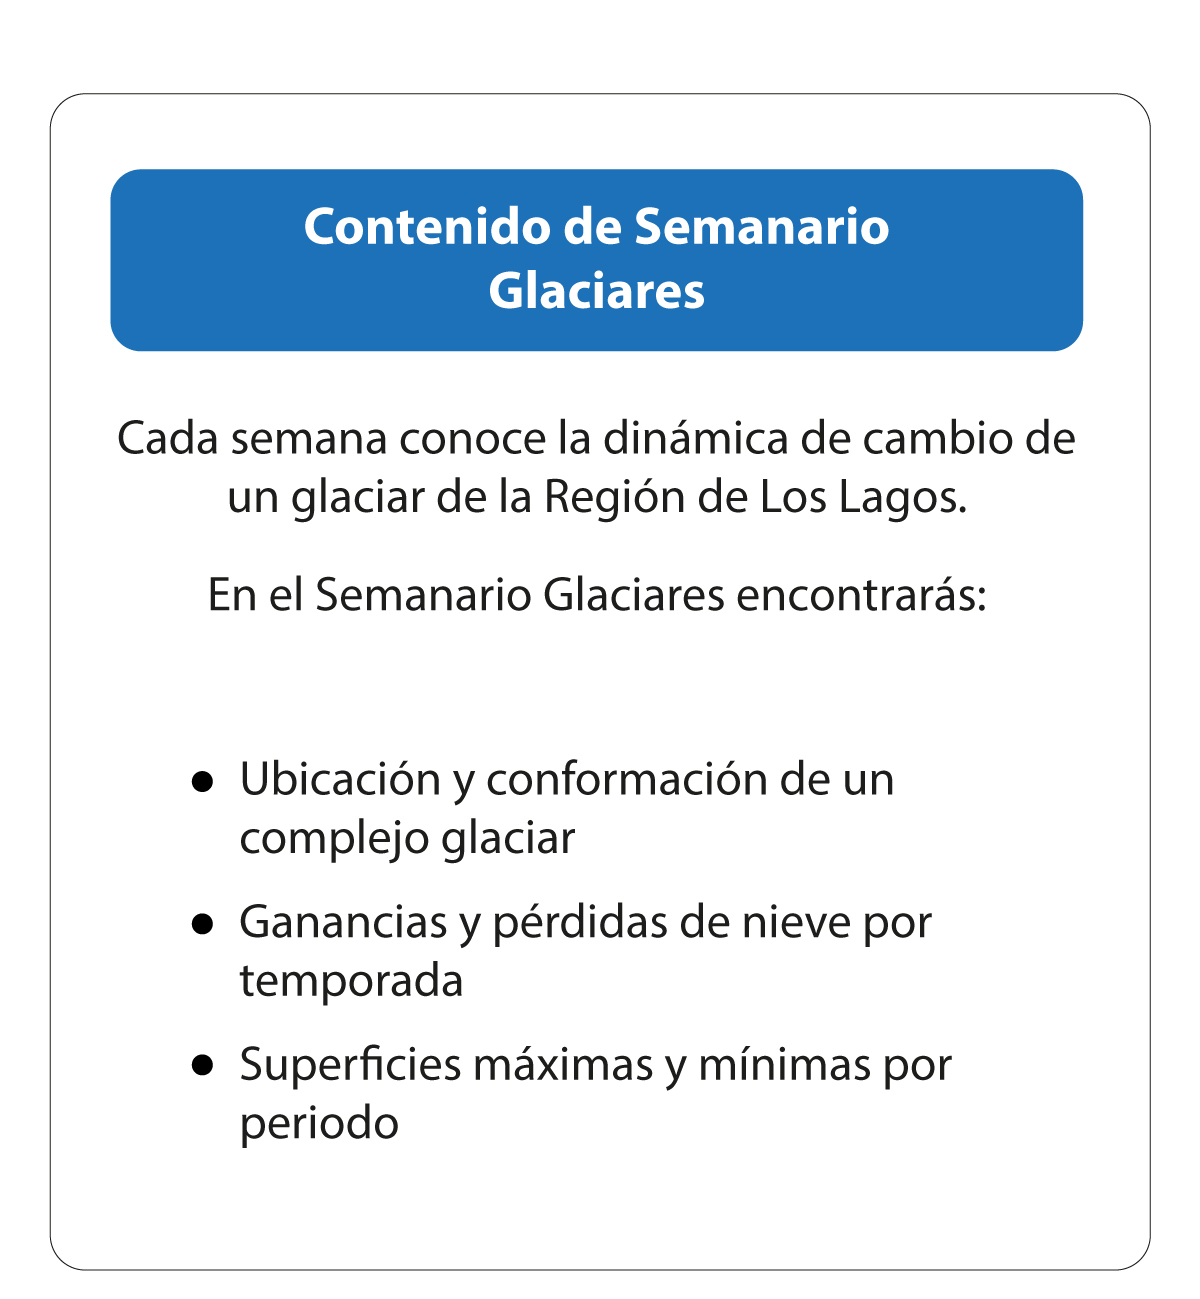 Contenido de Semanario
Glaciares
Cada semana conoce la dinámica de cambio de
un glaciar de la Región de Los Lagos.
En el Semanario Glaciares encontrarás:
● Ubicación y conformación de un
complejo glaciar
● Ganancias y pérdidas de nieve por
temporada
● Superficies máximas y mínimas por
periodo